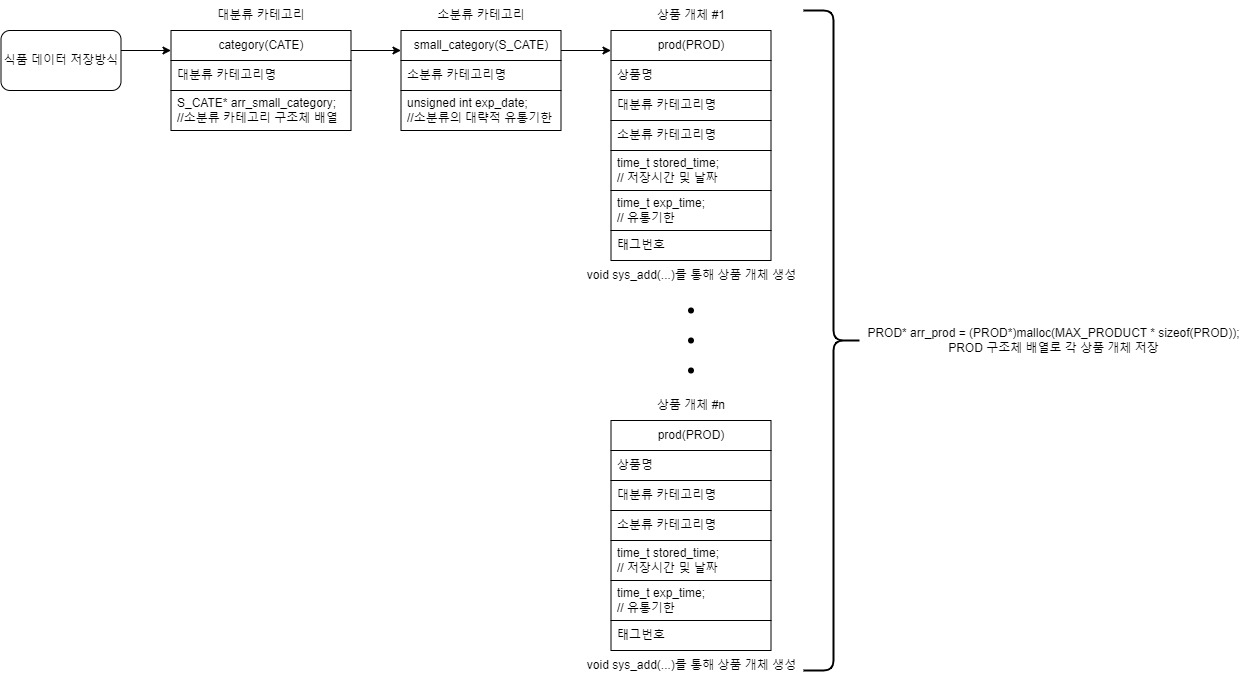 식품 데이터 저장방식
대분류 카테고리
category(CATE)
대분류 카테고리명
S_CATE* arr_small_category;
//소분류 카테고리 구조체 배열
소분류 카테고리
small_category(S_CATE)
소분류 카테고리명
unsigned int exp_date;
//소분류의 대략적 유통기한
상품 개체 #1
prod(PROD)
상품명
대분류 카테고리명
소분류 카테고리명
time_t stored_time;
// 저장시간 및 날짜
time_t exp_time;
// 유통기한
태그번호
void sys_add(...)를 통해 상품 개체 생성
상품 개체 #n
prod(PROD)
상품명
대분류 카테고리명
소분류 카테고리명
time_t stored_time;
// 저장시간 및 날짜
time_t exp_time;
// 유통기한
태그번호
void sys_add(...)를 통해 상품 개체 생성
PROD* arr_prod = (PROD*)malloc(MAX_PRODUCT * sizeof(PROD));
PROD 구조체 배열로 각 상품 개체 저장